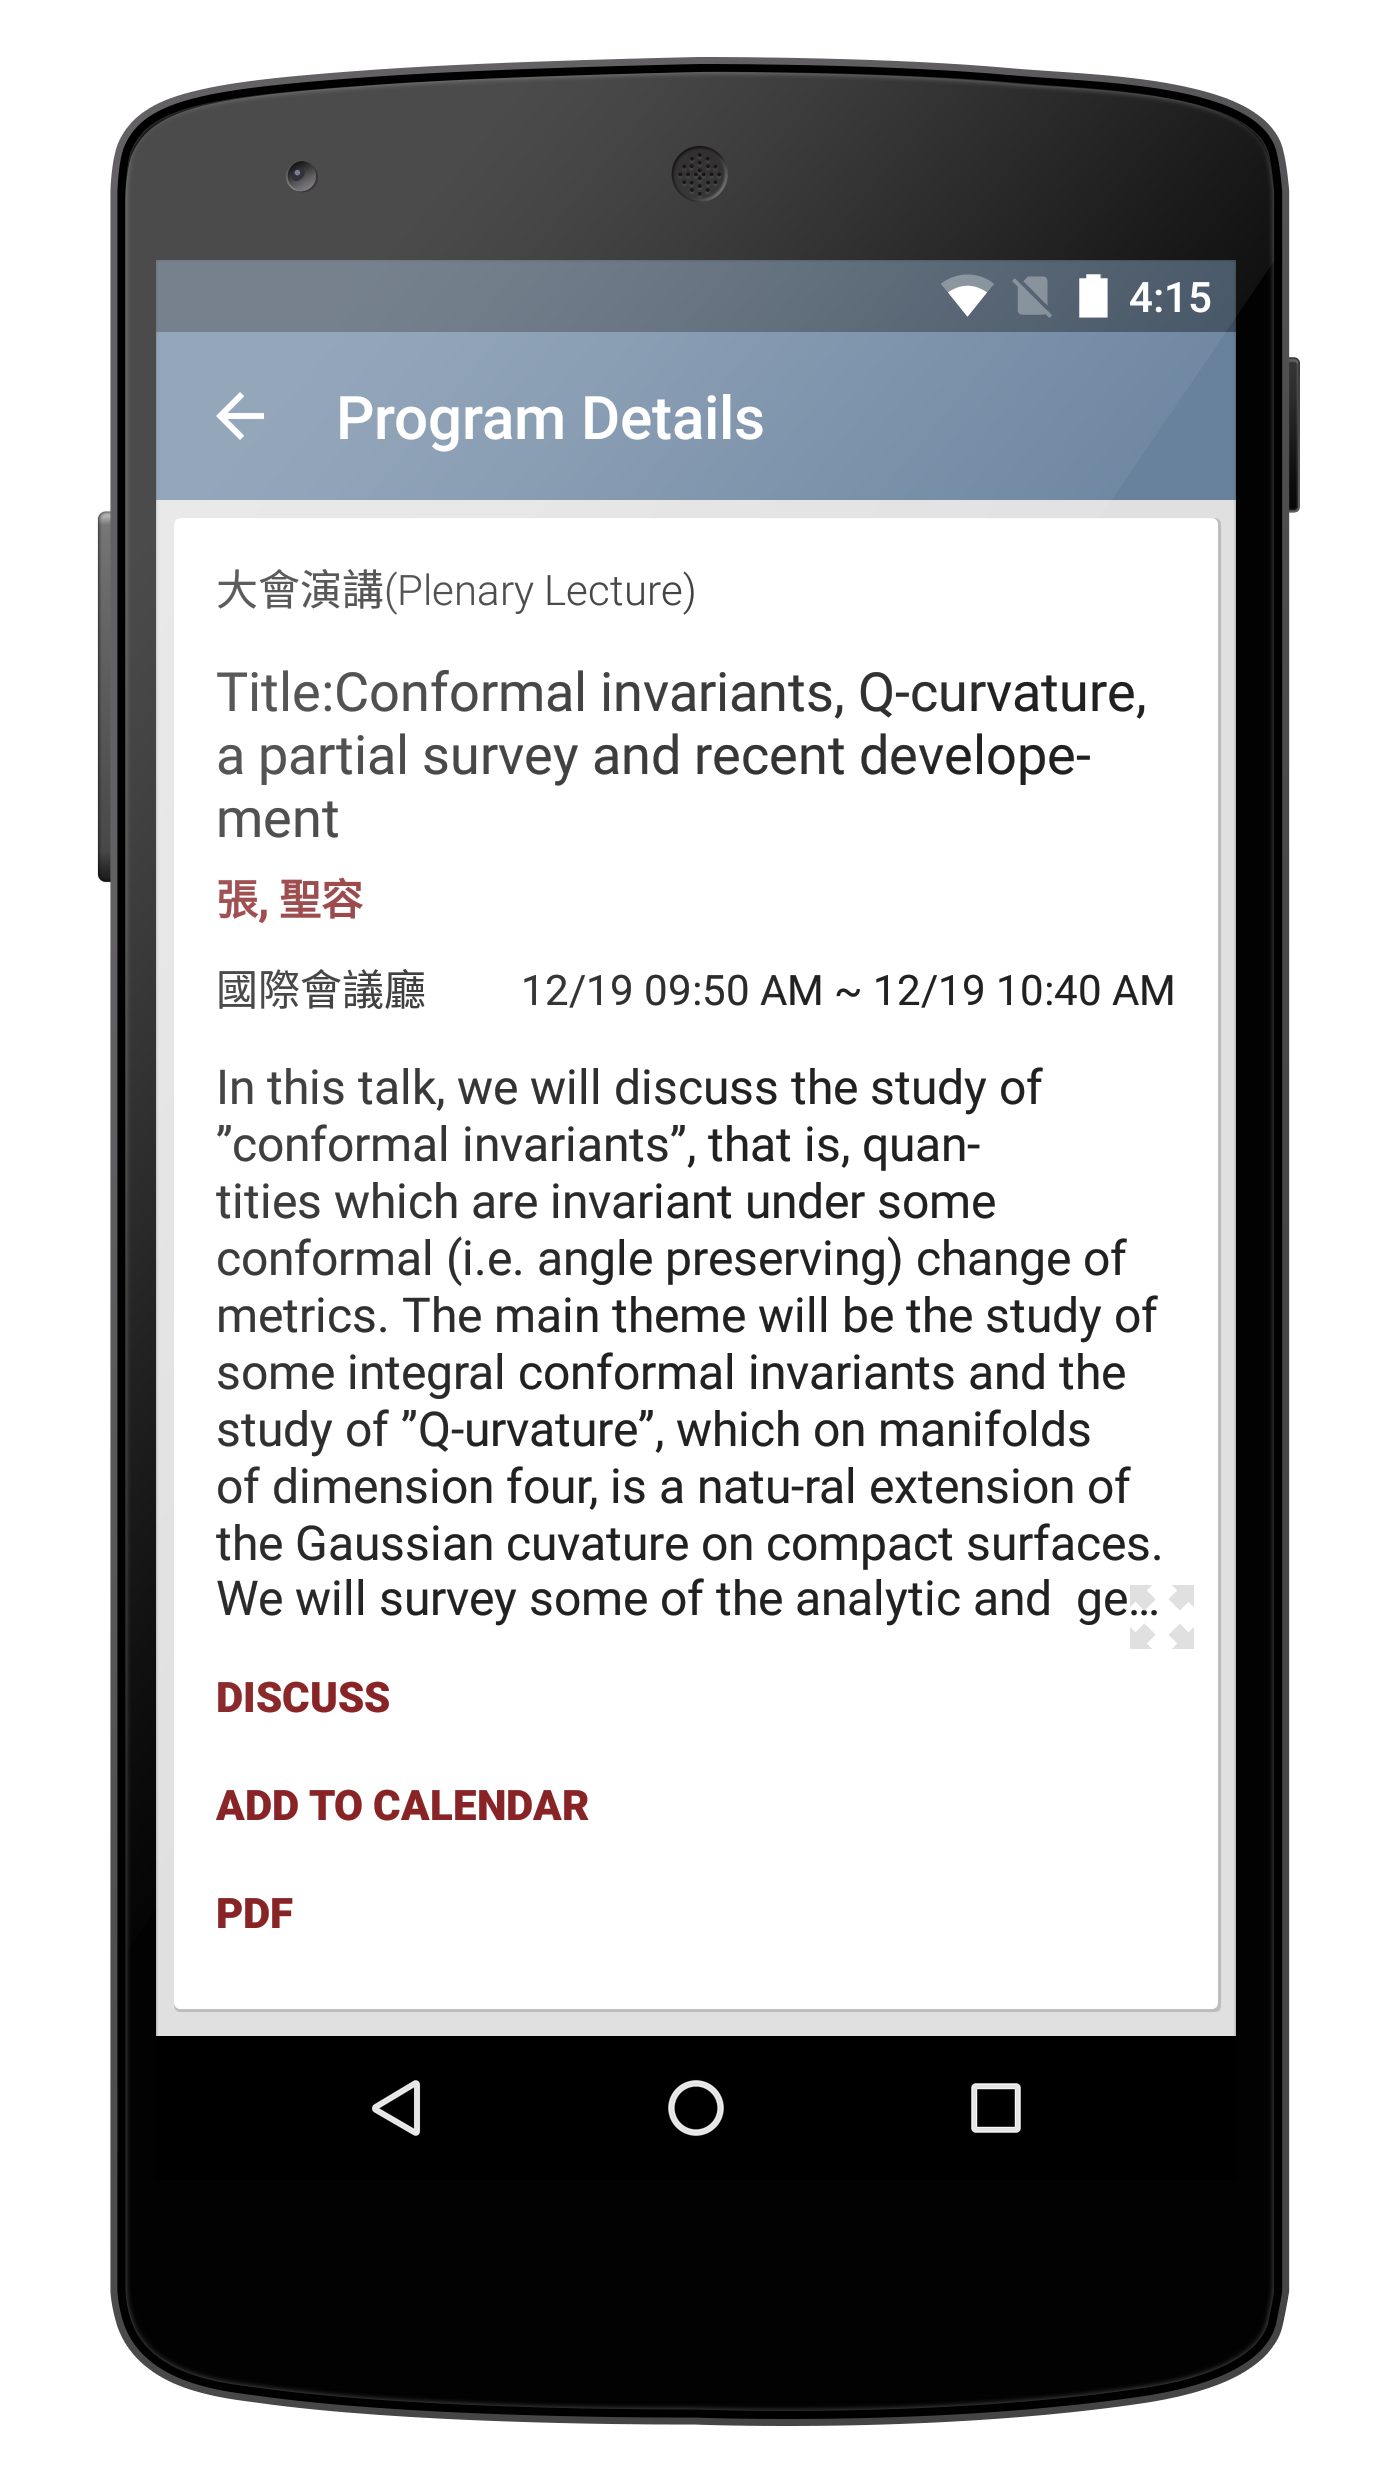 4:15
Program Details
大會演講(Plenary Lecture)
Title:Conformal invariants, Q-curvature,
a partial survey and recent develope-
ment
張, 聖容
國際會議廳 12/19 09:50 AM ~ 12/19 10:40 AM
In this talk, we will discuss the study of
”conformal invariants”, that is, quan-
tities which are invariant under some
conformal (i.e. angle preserving) change of
metrics. The main theme will be the study of
some integral conformal invariants and the
study of ”Q-urvature”, which on manifolds
of dimension four, is a natu-ral extension of
the Gaussian cuvature on compact surfaces.
We will survey some of the analytic and  ge…
DISCUSS
ADD TO CALENDAR
PDF